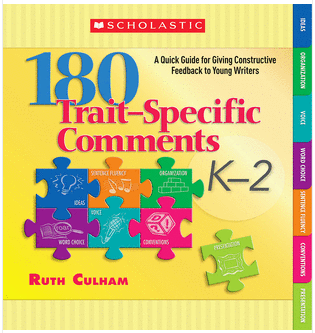 SCHOLASTIC
A Quick Guide for Giving Constructive
Feedback to Young Writers
180
Trait–Specific
Comments
K–2
IDEAS
SENTENCE FLUENCY
ORGANIZATION
WORD CHOICE
VOICE
CONVENTIONS
PRESENTATION
RUTH CULHAM
IDEAS
ORGANIZATION
VOICE
WORD CHOICE
SENTENCE FLUENCY
CONVENTIONS
PRESENTATION